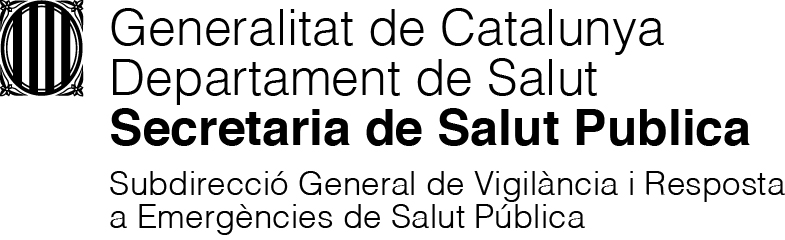 Generalitat de Catalunya
Departament de Salut
Secretaria de Salut Publica
Subdirecció General de Vigilància i Resposta
a Emergències de Salut Pública